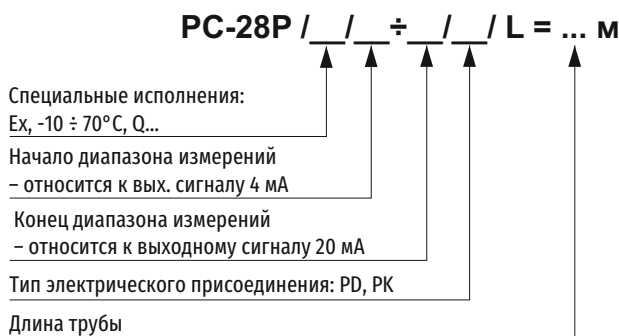 PC-28P /__/__÷__/__/ L = ... м
Специальные исполнения:
Ex, -10 ÷ 70°C, Q...
Начало диапазона измерений
– относится к вых. сигналу 4 мА
Конец диапазона измерений
– относится к выходному сигналу 20 мА
Тип электрического присоединения: PD, PK
Длина трубы